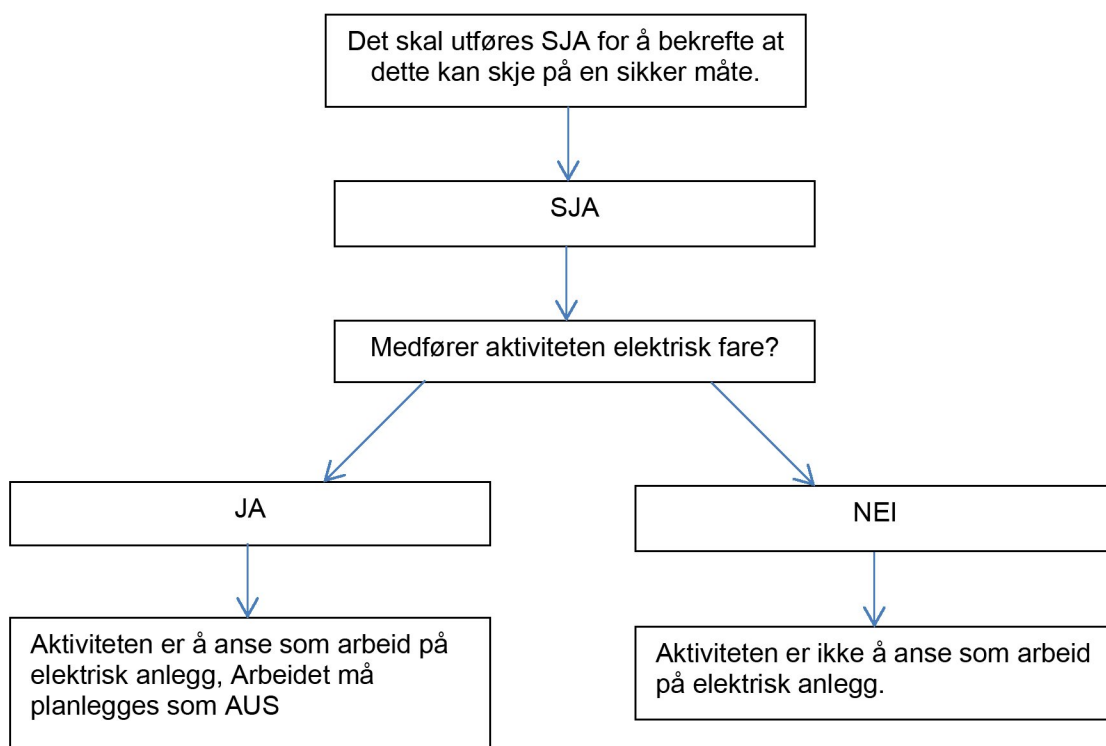 Det skal utføres SJA for å bekrefte at
dette kan skje på en sikker måte.
SJA
Medfører aktiviteten elektrisk fare?
JA
NEI
Aktiviteten er å anse som arbeid på
elektrisk anlegg, Arbeidet må
planlegges som AUS
Aktiviteten er ikke å anse som arbeid
på elektrisk anlegg.